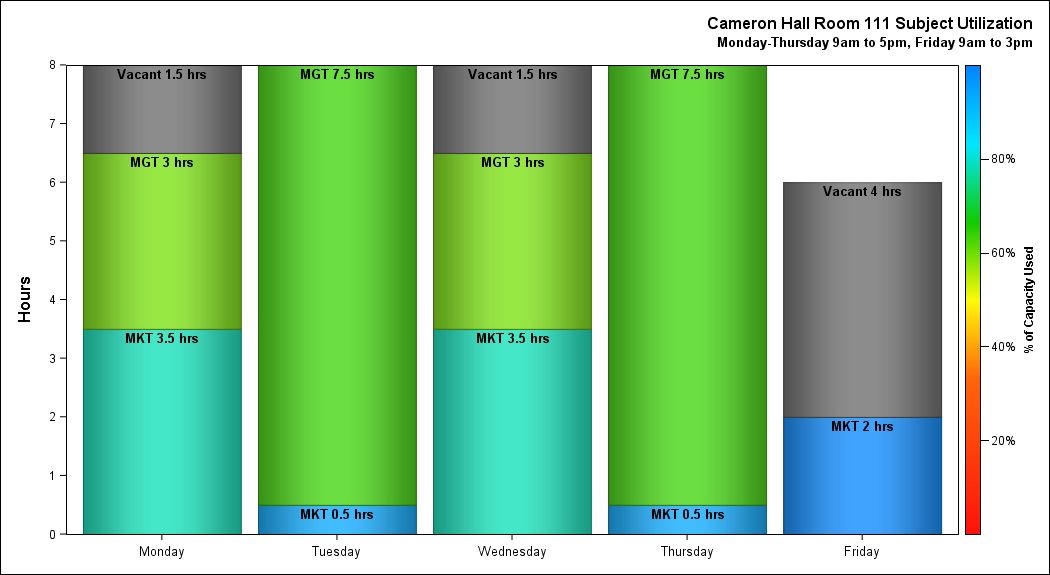 Cameron Hall Room 111 Subject Utilization
Monday-Thursday 9am to 5pm, Friday 9am to 3pm
Hours
8
7
6
5
4
3
2
1
0
Vacant 1.5 hrs
MGT 3 hrs
MKT 3.5 hrs
MGT 7.5 hrs
MKT 0.5 hrs
Vacant 1.5 hrs
MGT 3 hrs
MKT 3.5 hrs
MGT 7.5 hrs
MKT 0.5 hrs
Vacant 4 hrs
MKT 2 hrs
Monday
Tuesday
Wednesday
Thursday
Friday
80%
60%
40%
20%
% of Capacity Used